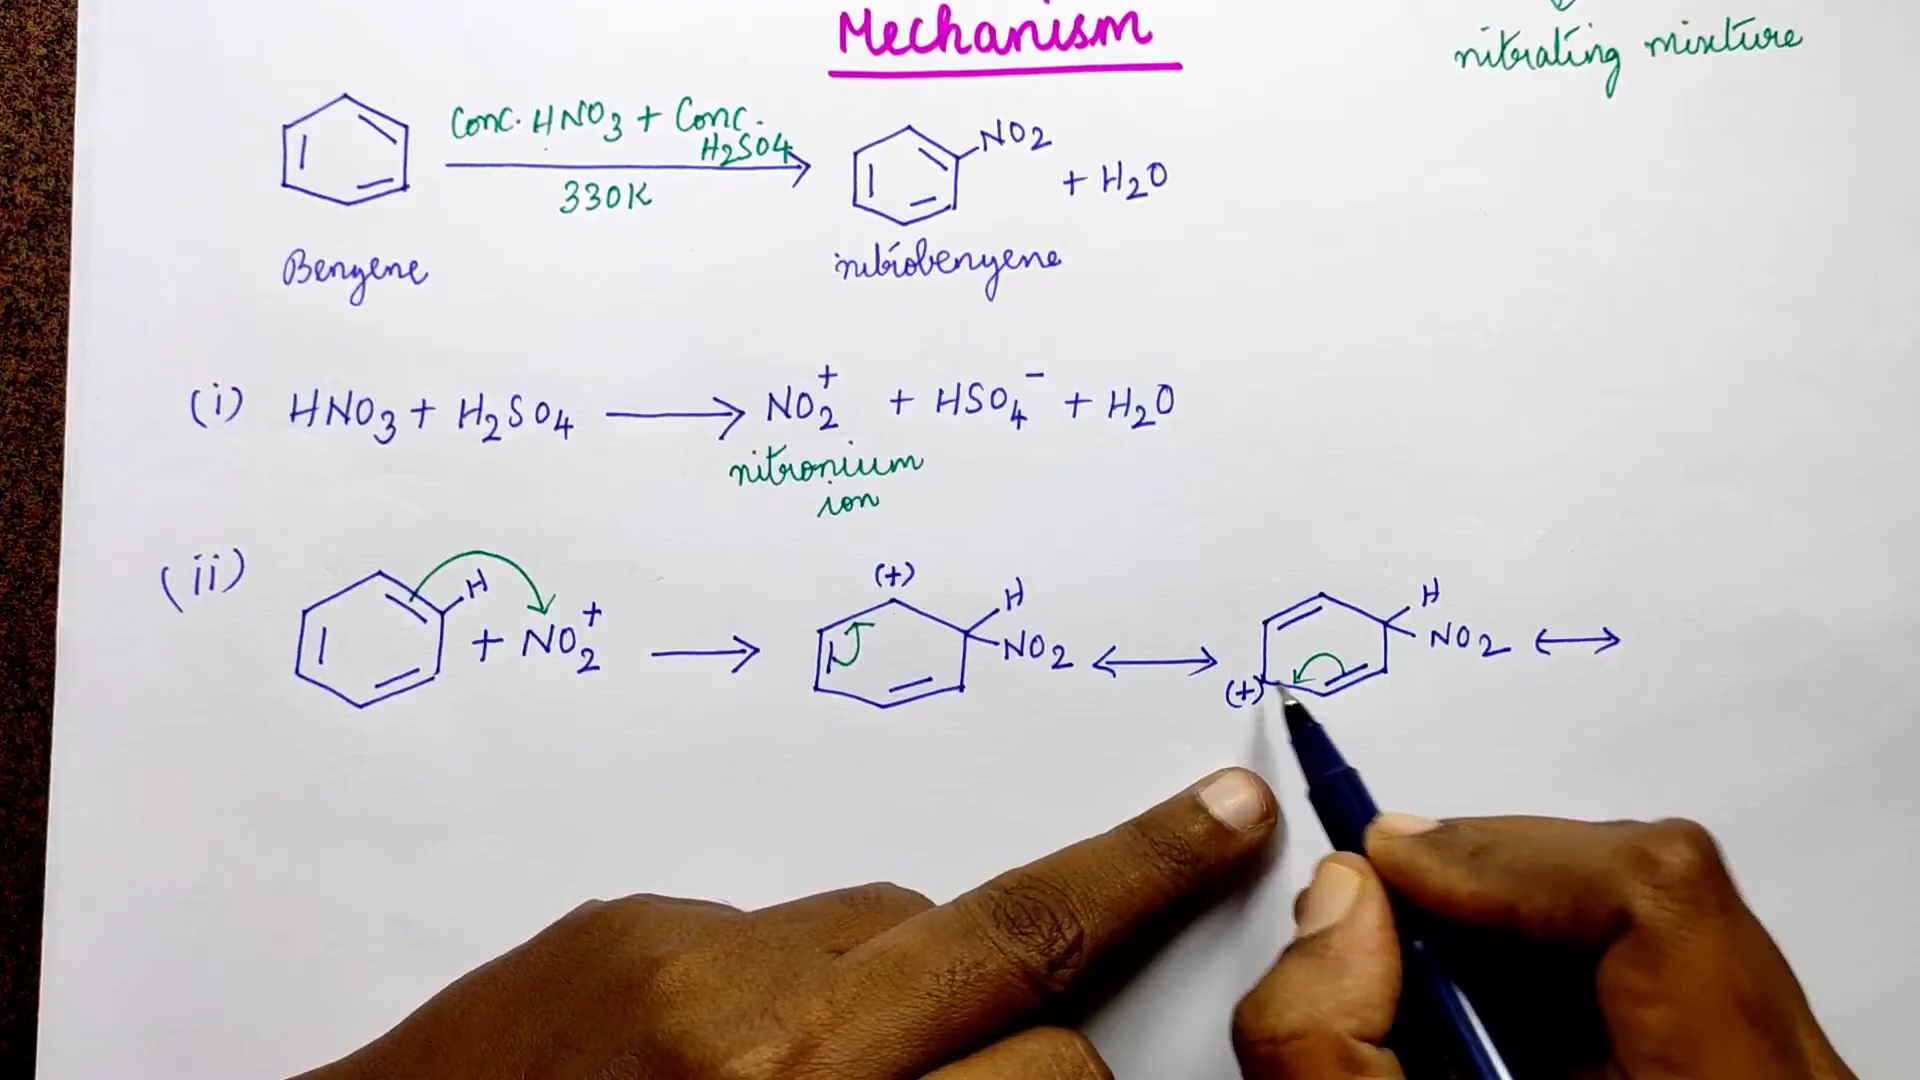 Mechanism
nitrating mixture
Conc. HNO3 + Conc. H2SO4
330K
NO2
+ H2O
Benzene
nitrobenzene
(i) HNO3 + H2SO4 ⟶ NO2+ + HSO4- + H2O
nitronium
ion
(ii) H + NO2+ ⟶ (+) H NO2 ⟷ (+) H NO2 ⟷